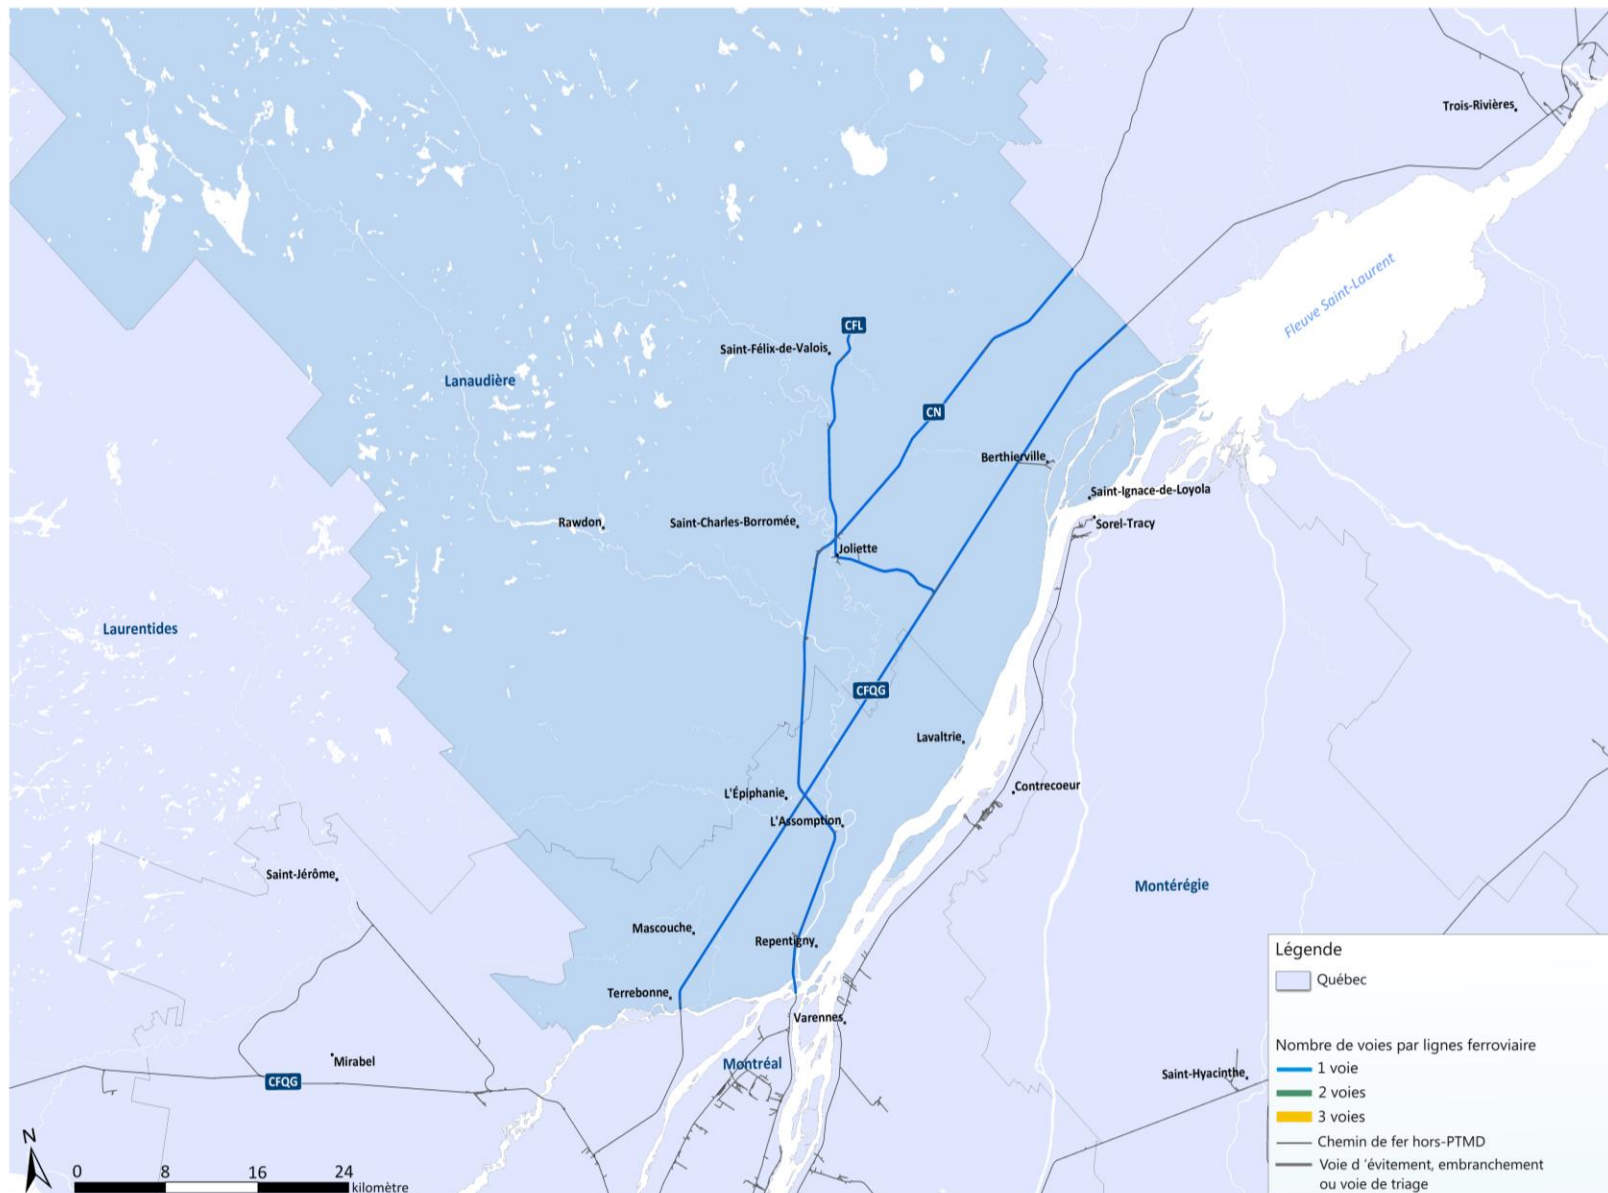 Trois-Rivières
Fleuve Saint-Laurent
CFL
Saint-Félix-de-Valois
Lanaudière
CN
Berthierville
Saint-Ignace-de-Loyola
Rawdon
Saint-Charles-Borromée
Sorel-Tracy
Joliette
Laurentides
CFQG
Lavaltrie
L'Épiphanie
Contrecoeur
L'Assomption
Saint-Jérôme
Montérégie
Mascouche
Repentigny
Terrebonne
Varennes
Mirabel
Montréal
CFQG
Saint-Hyacinthe
Légende
Québec
Nombre de voies par lignes ferroviaire
1 voie
2 voies
3 voies
Chemin de fer hors-PTMD
Voie d 'évitement, embranchement
ou voie de triage
N
0 8 16 24
kilomètre